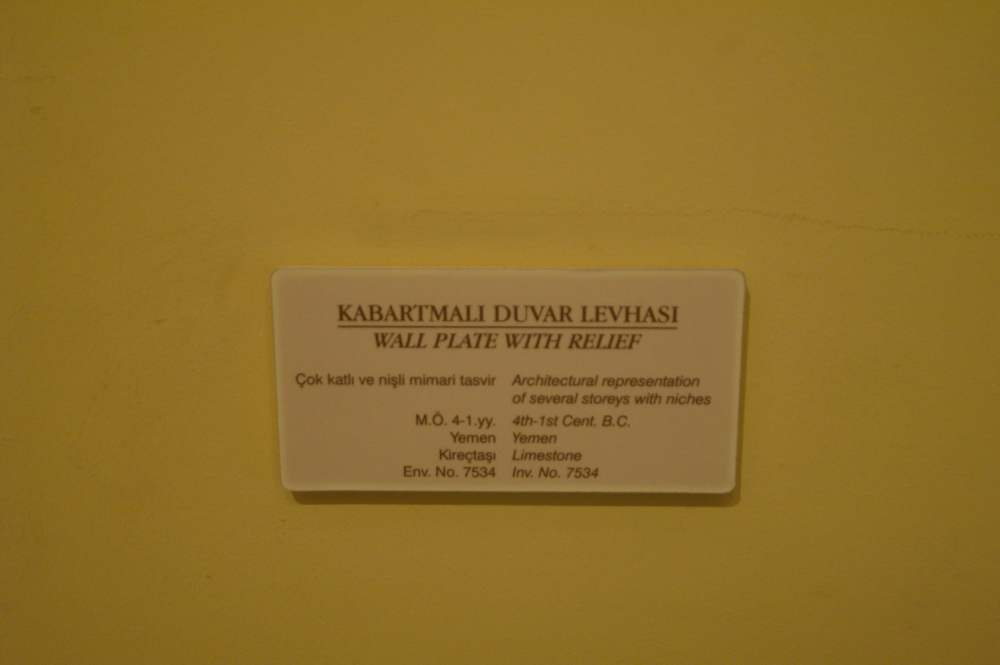 KABARTMALI DUVAR LEVHASI
WALL PLATE WITH RELIEF
Çok katlı ve nişli mimari tasvir
M.Ö. 4-1.yy.
Yemen
Kireçtaşı
Env. No. 7534
Architectural representation
of several storeys with niches
4th-1st Cent. B.C.
Yemen
Limestone
Inv. No. 7534